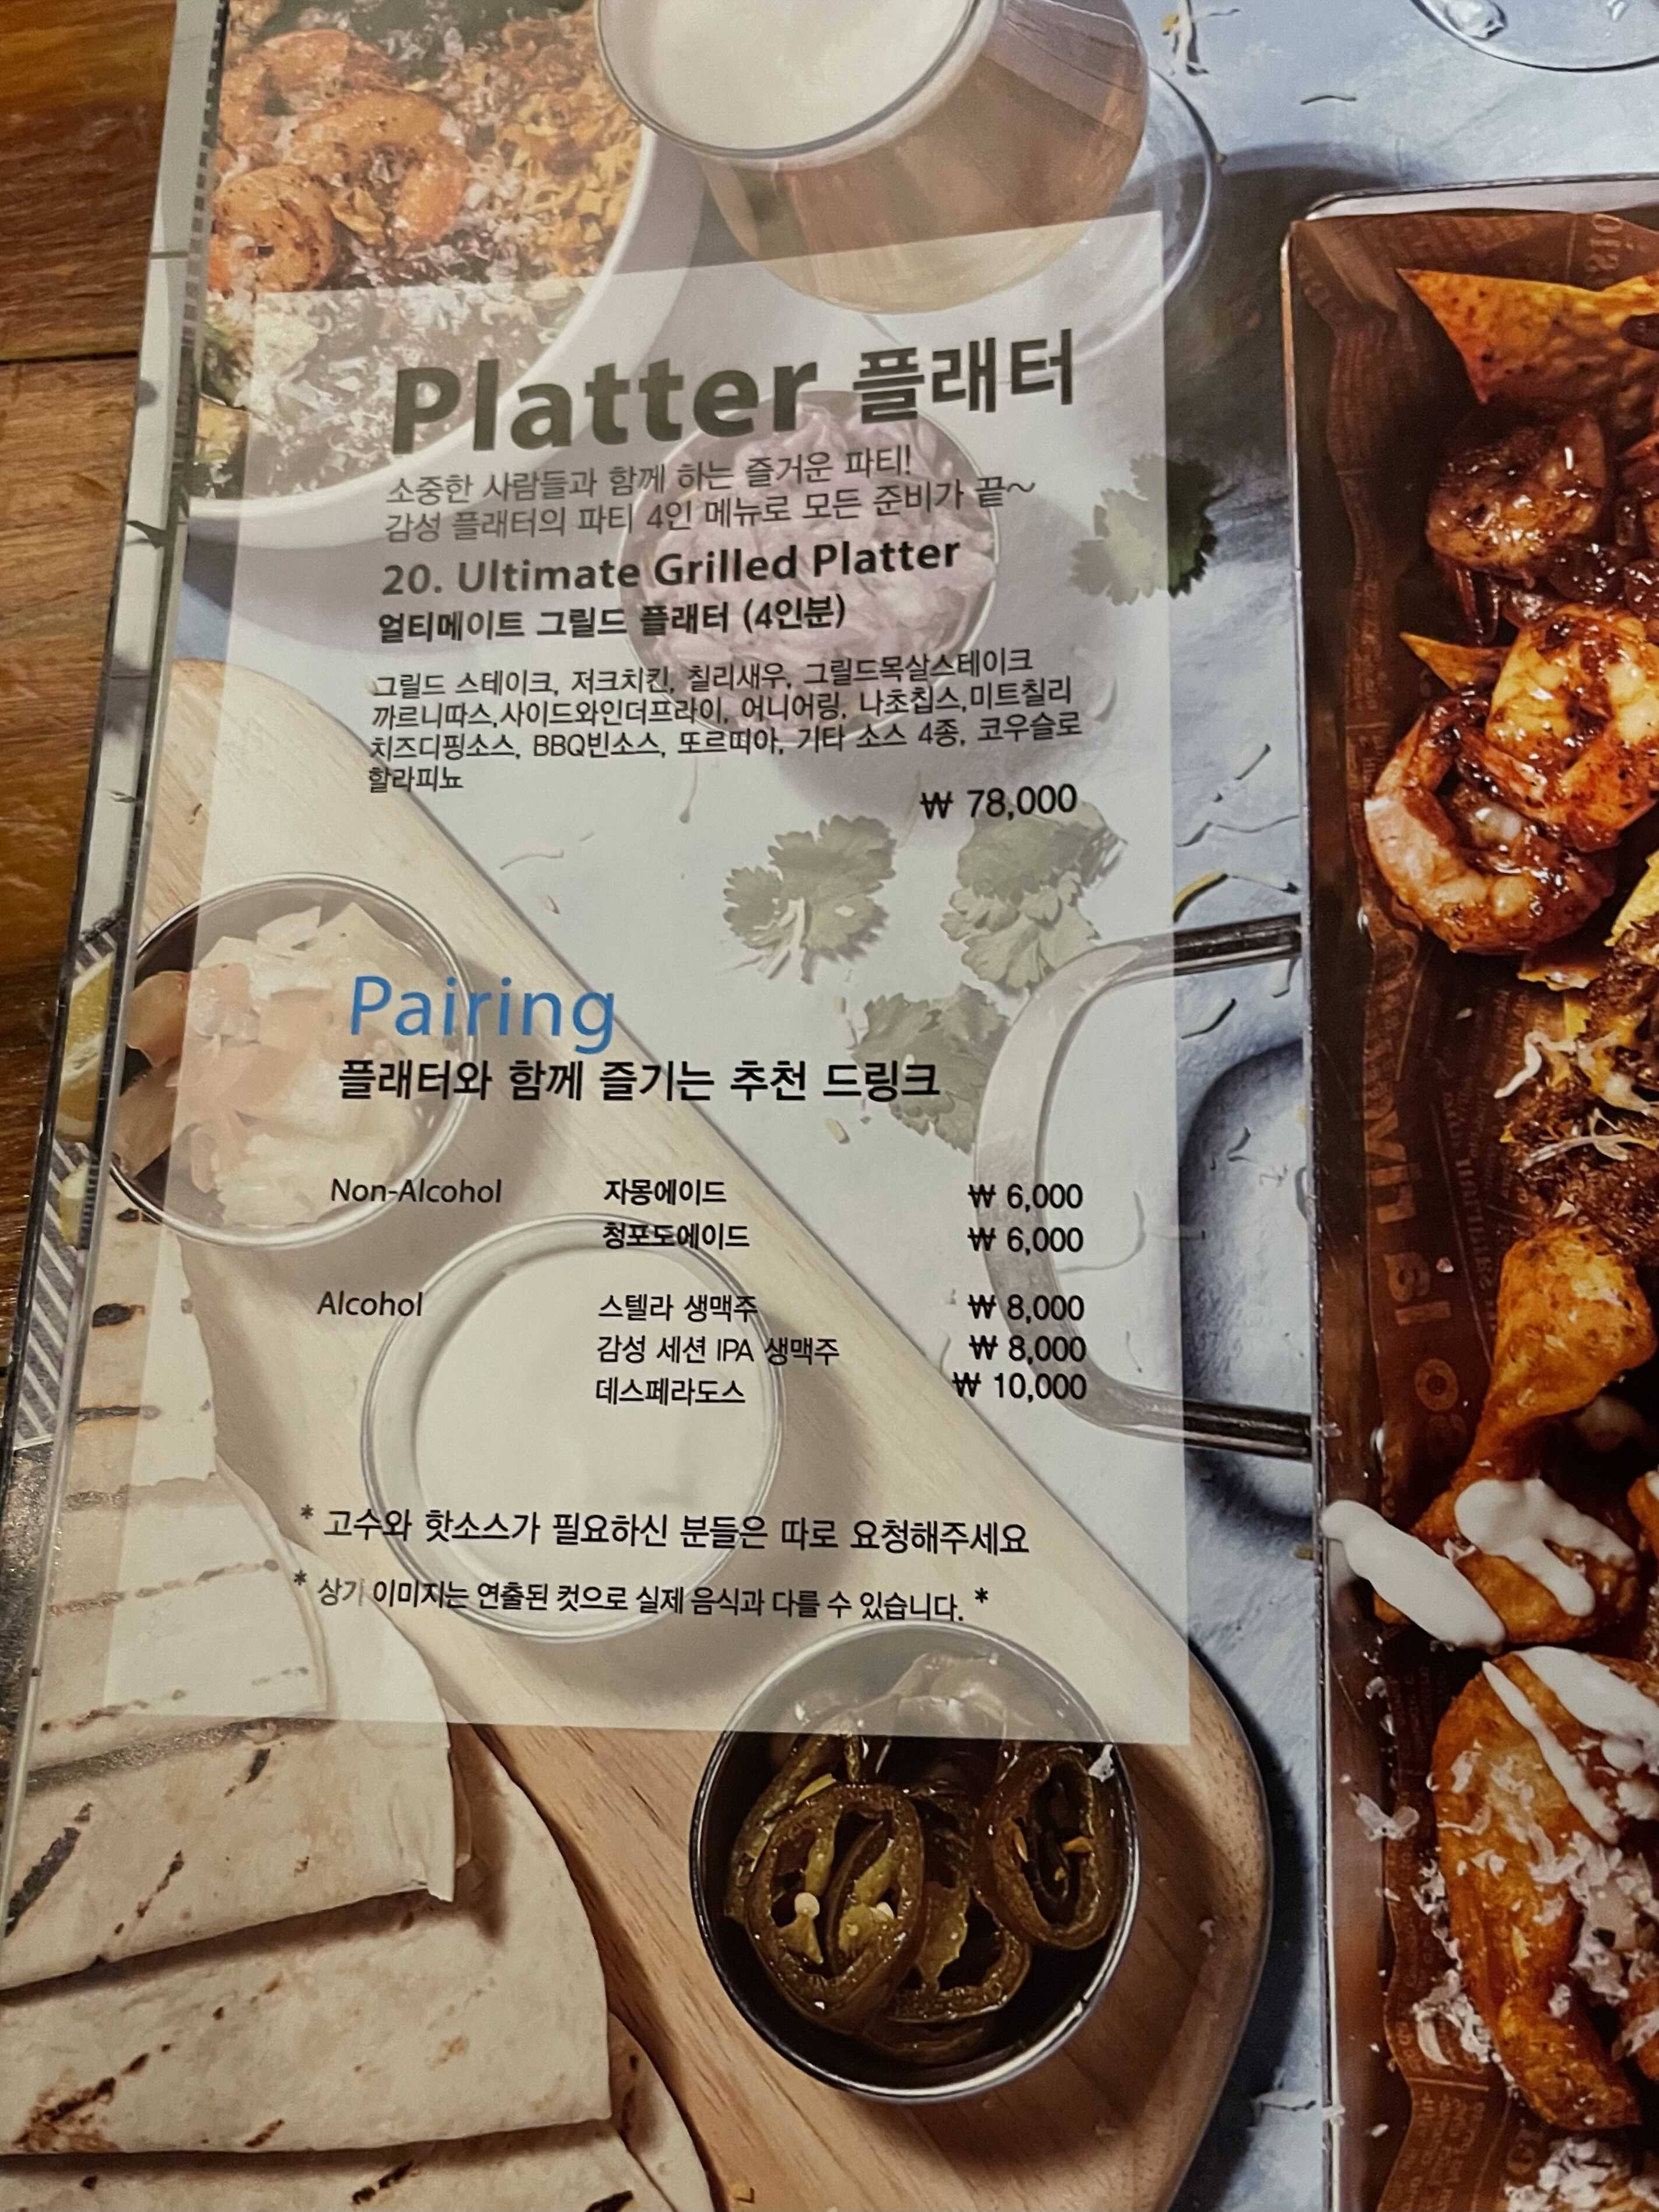 Platter 플래터
소중한 사람들과 함께 하는 즐거운 파티!
감성 플래터의 파티 4인 메뉴로 모든 준비가 끝~
20. Ultimate Grilled Platter
얼티메이트 그릴드 플래터 (4인분)
그릴드 스테이크, 저크치킨, 칠리새우, 그릴드목살스테이크
까르니따스,사이드와인더프라이, 어니어링, 나초칩스,미트칠리
치즈디핑소스, BBQ빈소스, 또르띠아, 기타 소스 4종, 코우슬로
할라피뇨
₩ 78,000
Pairing
플래터와 함께 즐기는 추천 드링크
Non-Alcohol 자몽에이드 ₩ 6,000
청포도에이드 ₩ 6,000
Alcohol 스텔라 생맥주 ₩ 8,000
감성 세션 IPA 생맥주 ₩ 8,000
데스페라도스 ₩ 10,000
* 고수와 핫소스가 필요하신 분들은 따로 요청해주세요
* 상기 이미지는 연출된 컷으로 실제 음식과 다를 수 있습니다. *